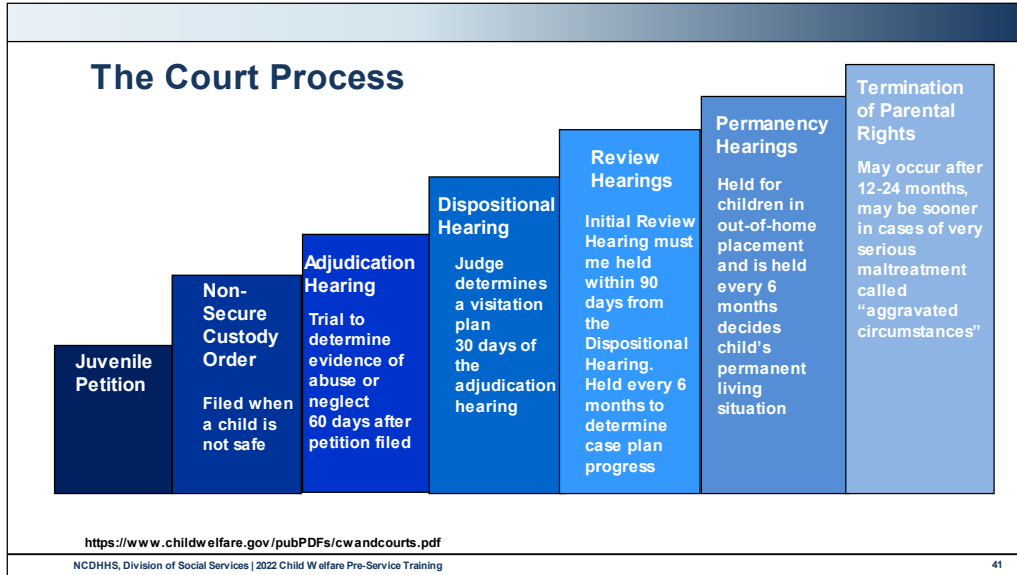 The Court Process
Juvenile
Petition
Non-
Secure
Custody
Order
Filed when
a child is
not safe
Adjudication
Hearing
Trial to
determine
evidence of
abuse or
neglect
60 days after
petition filed
Dispositional
Hearing
Judge
determines
a visitation
plan
30 days of
the
adjudication
hearing
Review
Hearings
Initial Review
Hearing must
me held
within 90
days from
the
Dispositional
Hearing.
Held every 6
months to
determine
case plan
progress
Permanency
Hearings
Held for
children in
out-of-home
placement
and is held
every 6
months
decides
child's
permanent
living
situation
Termination
of Parental
Rights
May occur after
12-24 months,
may be sooner
in cases of very
serious
maltreatment
called
“aggravated
circumstances”
https://www.childwelfare.gov/pubPDFs/cwandcourts.pdf
NCDHHS, Division of Social Services | 2022 Child Welfare Pre-Service Training
41